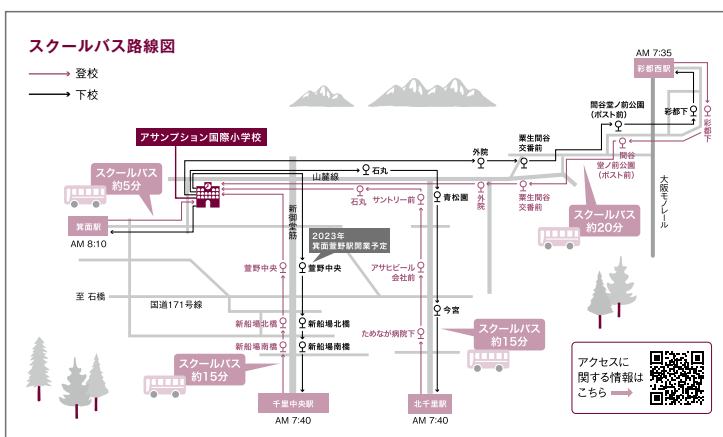 スクールバス路線図
登校
下校
AM 7:35
彩都西駅
間谷堂ノ前公園
(ポスト前)
彩都下
彩都下
アサンプション国際小学校
外院
粟生間谷
交番前
間谷
堂ノ前公園
(ポスト前)
石丸
山麓線
スクールバス
約5分
石丸
サントリー前
青松園
外院
粟生間谷
交番前
大阪モノレール
箕面駅
AM 8:10
新御堂筋
スクールバス
約20分
2023年
箕面萱野駅開業予定
萱野中央
萱野中央
アサヒビール
会社前
至 石橋
国道171号線
今宮
新船場北橋
新船場北橋
ためなが病院下
スクールバス
約15分
新船場南橋
新船場南橋
スクールバス
約15分
アクセスに
関する情報は
こちら
千里中央駅
北千里駅
AM 7:40
AM 7:40